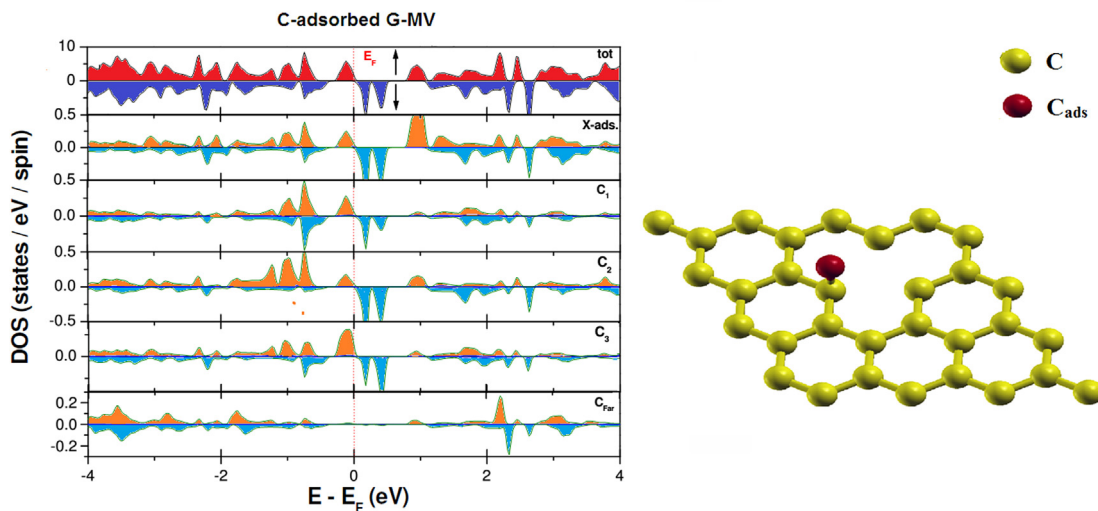 C-adsorbed G-MV
10
tot
E_F
0
0.5
X-ads.
0.0
0.5
C_1
0.0
0.5
C_2
0.0
-0.5
C_3
0.0
0.2
C_Far
0.0
-0.2
-4
-2
0
2
4
E - E_F (eV)
DOS (states / eV / spin)
C
C_ads